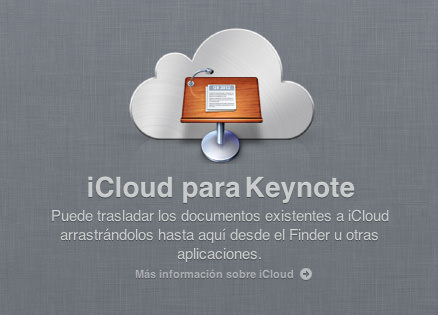 iCloud para Keynote
Puede trasladar los documentos existentes a iCloud
arrastrándolos hasta aquí desde el Finder u otras
aplicaciones.
Más información sobre iCloud